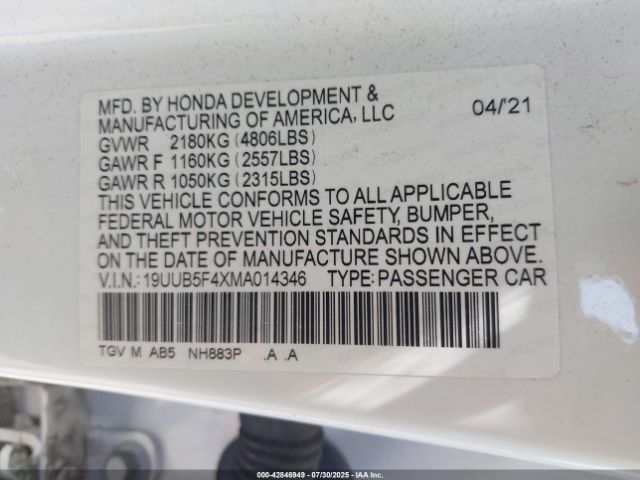 MFD. BY HONDA DEVELOPMENT &
MANUFACTURING OF AMERICA, LLC 04/'21
GVWR 2180KG (4806LBS)
GAWR F 1160KG (2557LBS)
GAWR R 1050KG (2315LBS)
THIS VEHICLE CONFORMS TO ALL APPLICABLE
FEDERAL MOTOR VEHICLE SAFETY, BUMPER,
AND THEFT PREVENTION STANDARDS IN EFFECT
ON THE DATE OF MANUFACTURE SHOWN ABOVE.
V.I.N.: 19UUB5F4XMA014346 TYPE: PASSENGER CAR
TGV M AB5 NH883P .A .A
000-42846949 | 07/30/2025 - IAA Inc.